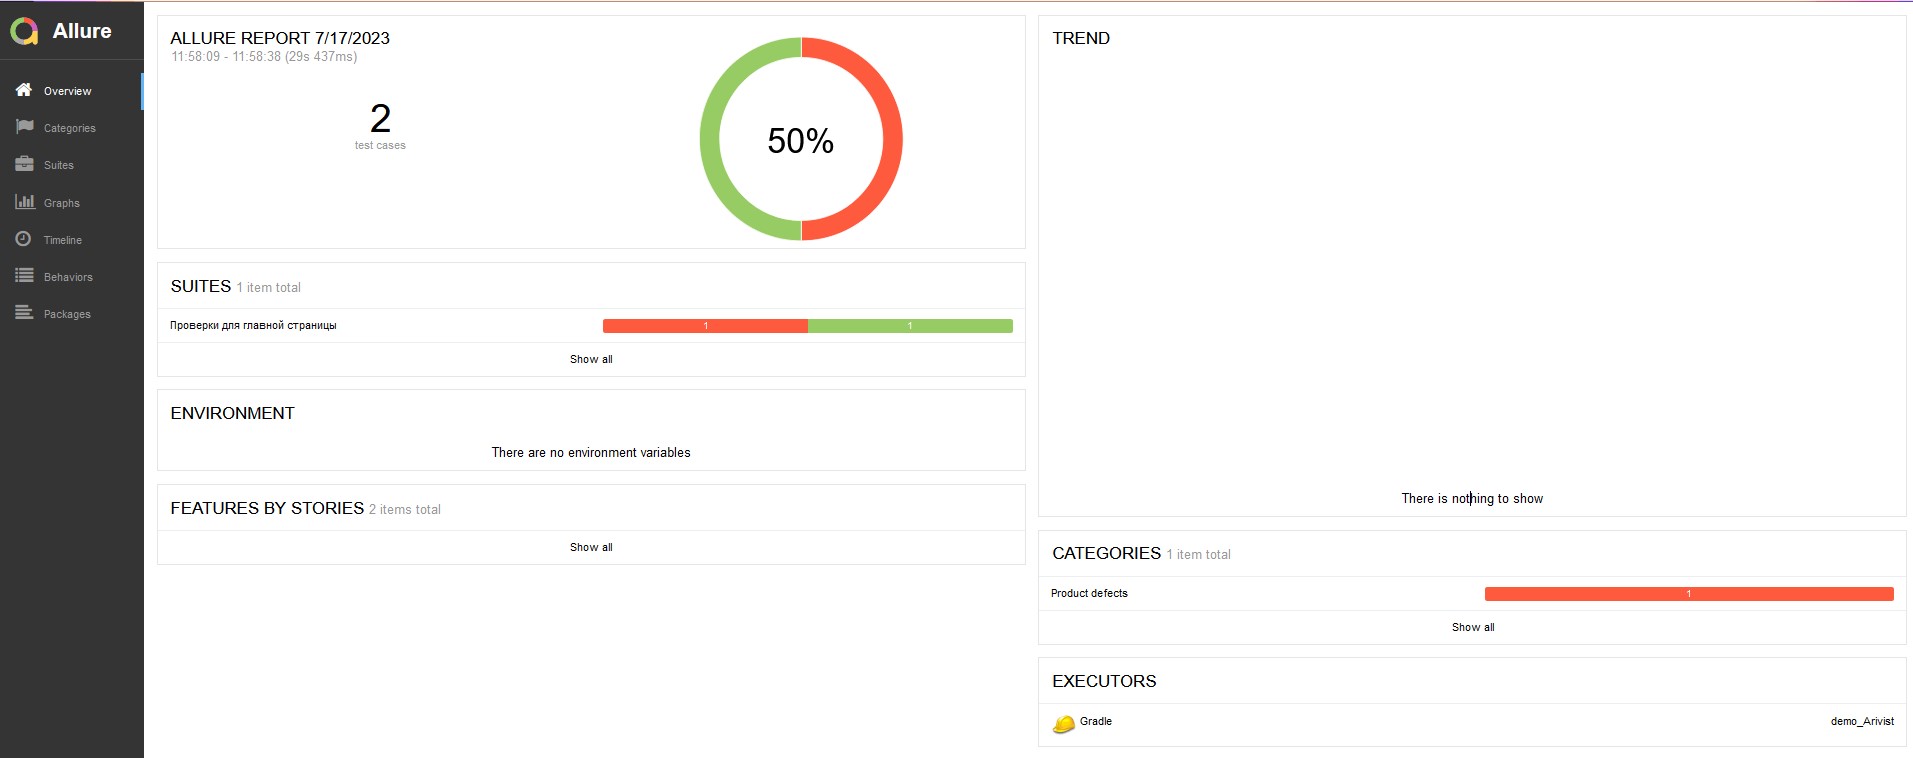 Allure
Overview
Categories
Suites
Graphs
Timeline
Behaviors
Packages
ALLURE REPORT 7/17/2023
11:58:09 - 11:58:38 (29s 437ms)
2
test cases
50%
SUITES 1 item total
Проверки для главной страницы 1 1
Show all
ENVIRONMENT
There are no environment variables
FEATURES BY STORIES 2 items total
Show all
TREND
There is nothing to show
CATEGORIES 1 item total
Product defects 1
Show all
EXECUTORS
Gradle demo_Arivist